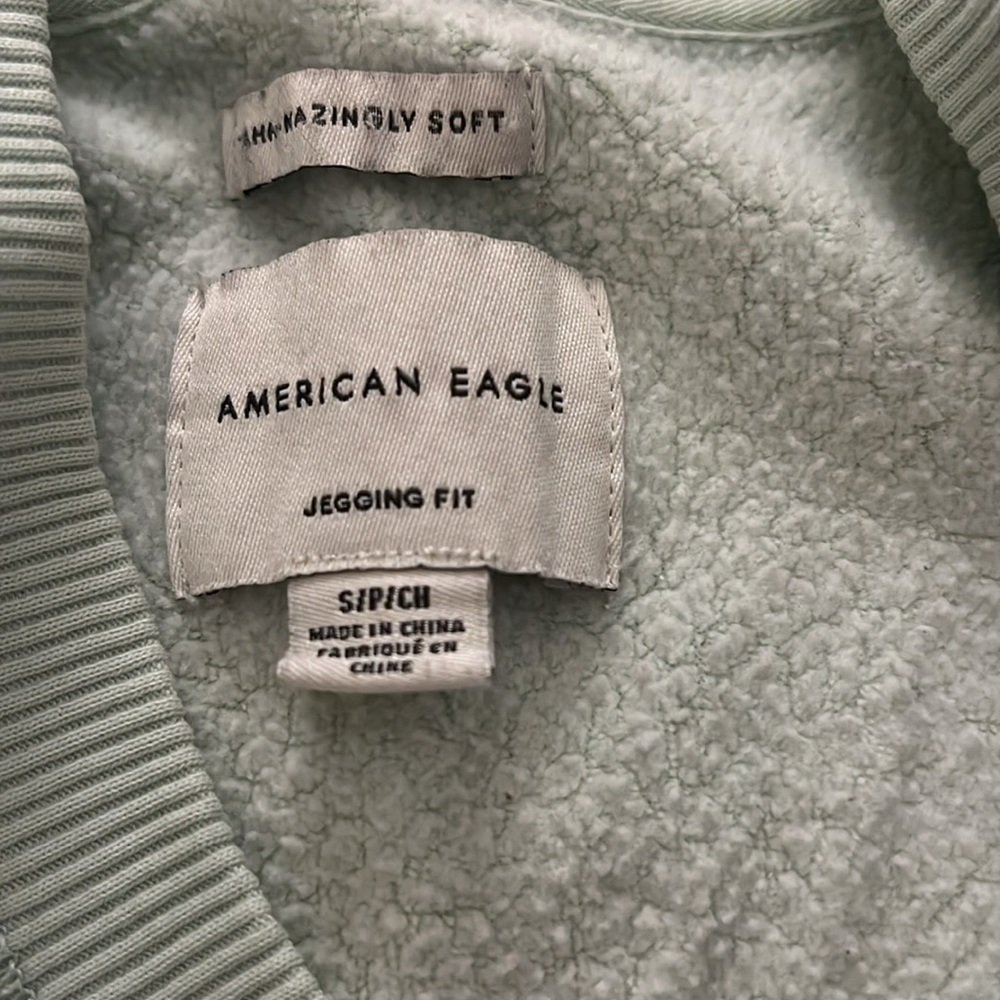 AHH-MAZINGLY SOFT
AMERICAN EAGLE
JEGGING FIT
S/P/CH
MADE IN CHINA
FABRIQUÉ EN
CHINE